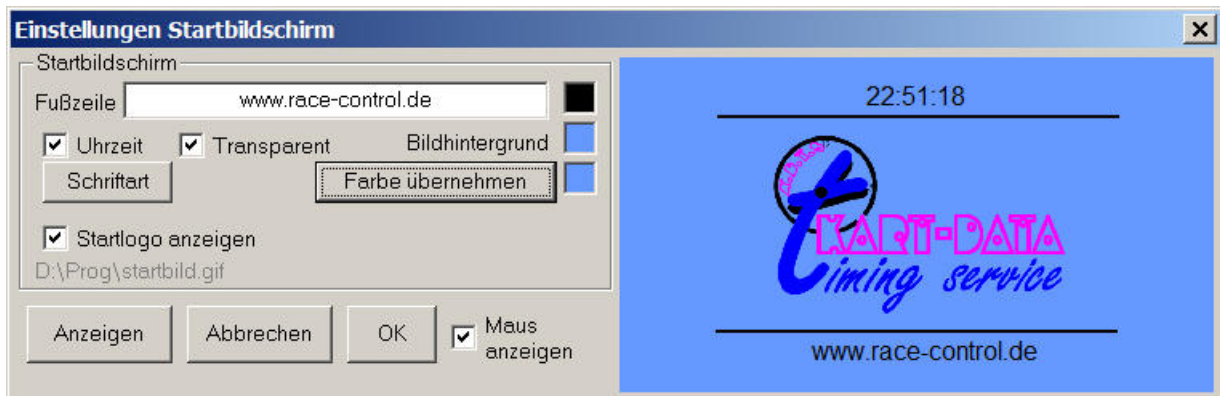 Einstellungen Startbildschirm
Startbildschirm
Fußzeile www.race-control.de
Uhrzeit Transparent Bildhintergrund
Schriftart Farbe übernehmen
Startlogo anzeigen
D:\Prog\startbild.gif
Anzeigen Abbrechen OK Maus anzeigen
22:51:18
KART-DATA
timing service
www.race-control.de